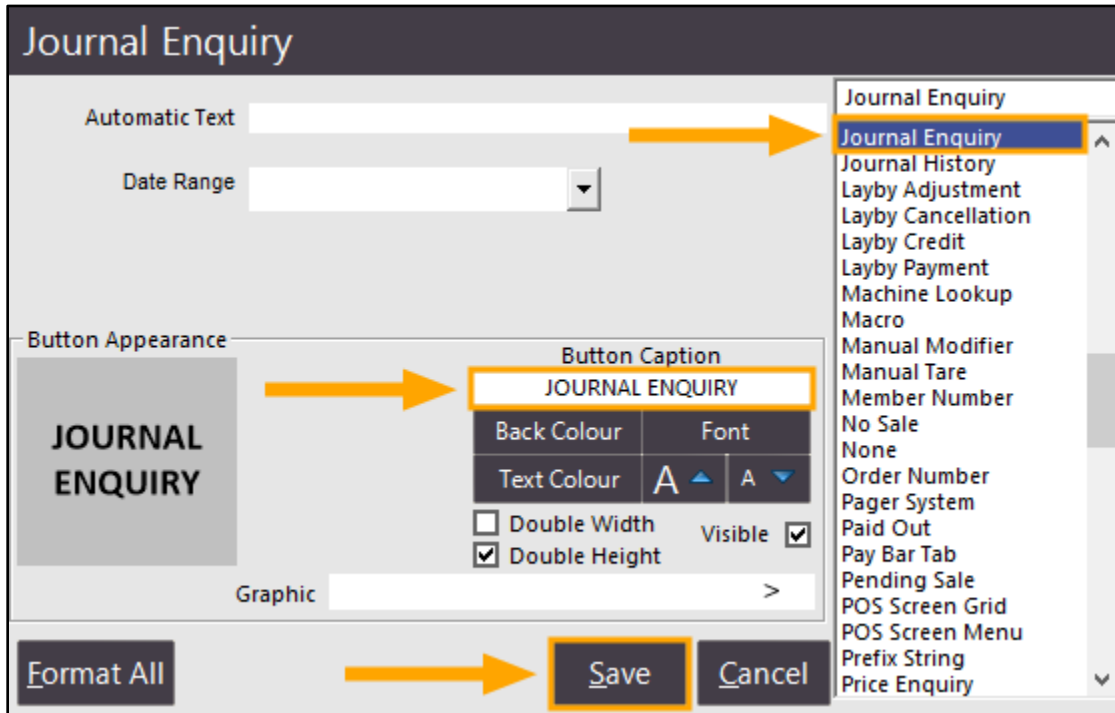 Journal Enquiry
Automatic Text
Date Range
Button Appearance
JOURNAL
ENQUIRY
Button Caption
JOURNAL ENQUIRY
Back Colour Font
Text Colour A A
Double Width
Visible
Double Height
Graphic >
Format All Save Cancel
Journal Enquiry
Journal Enquiry
Journal History
Layby Adjustment
Layby Cancellation
Layby Credit
Layby Payment
Machine Lookup
Macro
Manual Modifier
Manual Tare
Member Number
No Sale
None
Order Number
Pager System
Paid Out
Pay Bar Tab
Pending Sale
POS Screen Grid
POS Screen Menu
Prefix String
Price Enquiry